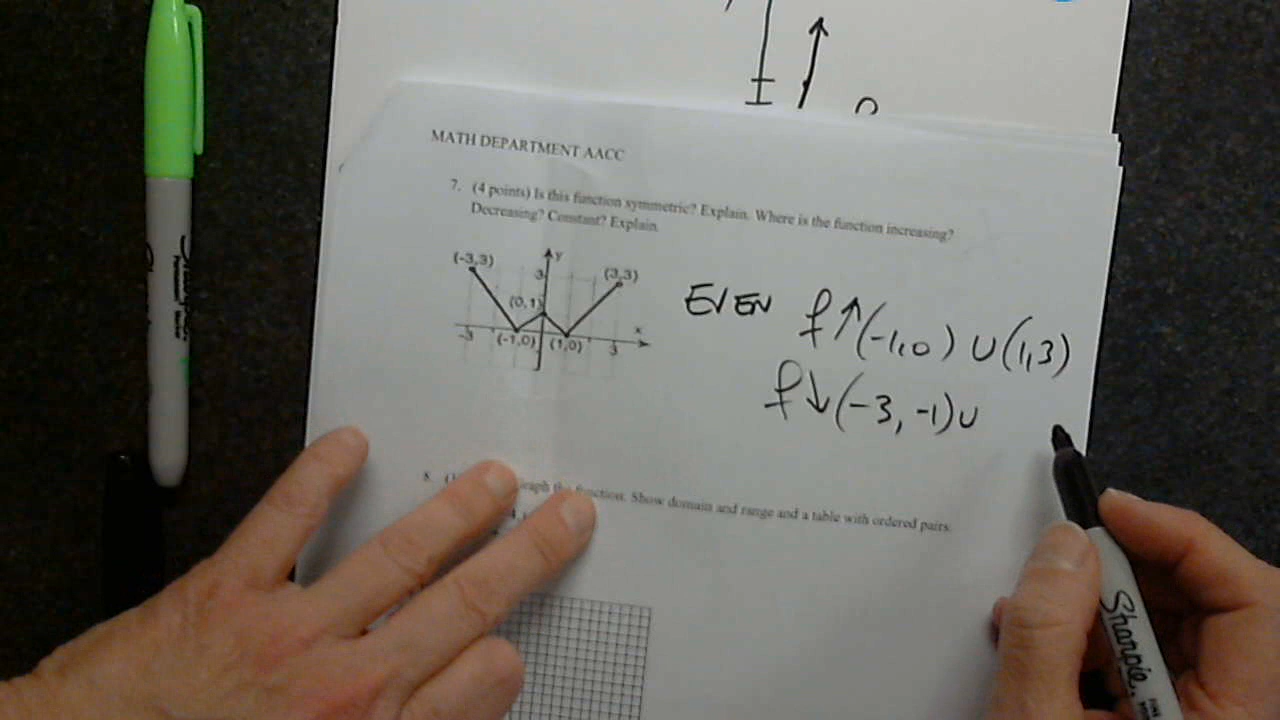 MATH DEPARTMENT AACC
7. (4 points) Is this function symmetric? Explain. Where is the function increasing?
Decreasing? Constant? Explain.
y
(-3,3)
3
(3,3)
(0,1)
x
-3
(-1,0)
(1,0)
3
EVEN f↑(-1,0) ∪ (1,3)
f↓(-3, -1)∪
8. graph the function. Show domain and range and a table with ordered pairs.
Sharpie.